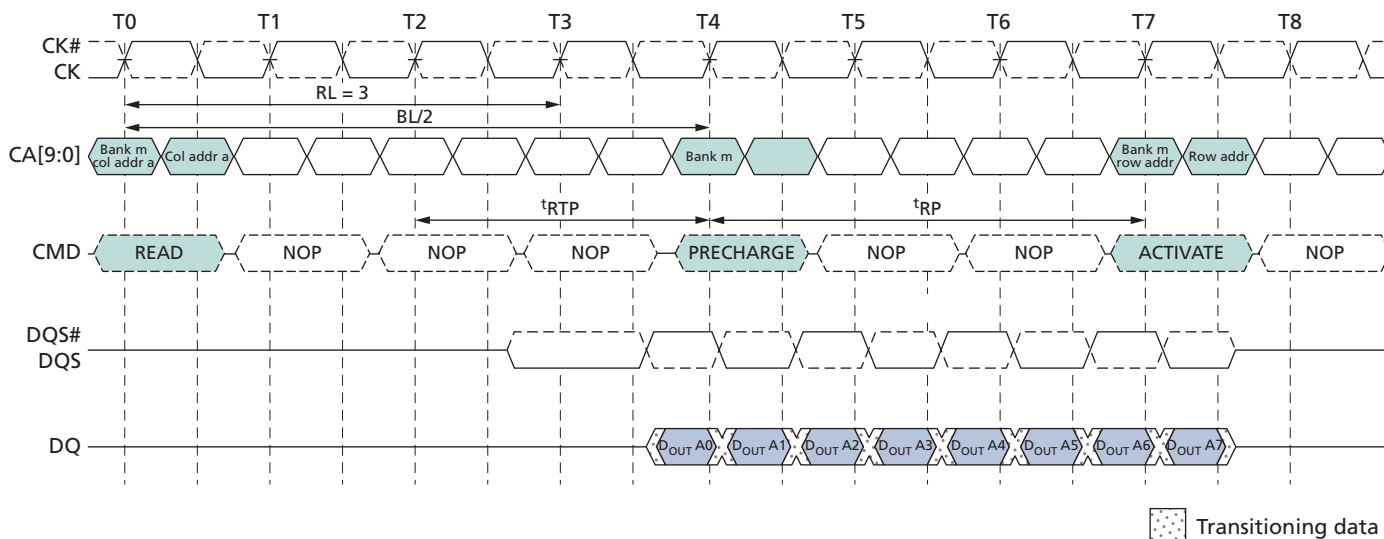 T0 T1 T2 T3 T4 T5 T6 T7 T8
CK#
CK
RL = 3
BL/2
CA[9:0]
Bank m
col addr a
Col addr a
Bank m
Bank m
row addr
Row addr
tRTP
tRP
CMD
READ NOP NOP NOP PRECHARGE NOP NOP ACTIVATE NOP
DQS#
DQS
DQ
DOUT A0 DOUT A1 DOUT A2 DOUT A3 DOUT A4 DOUT A5 DOUT A6 DOUT A7
Transitioning data